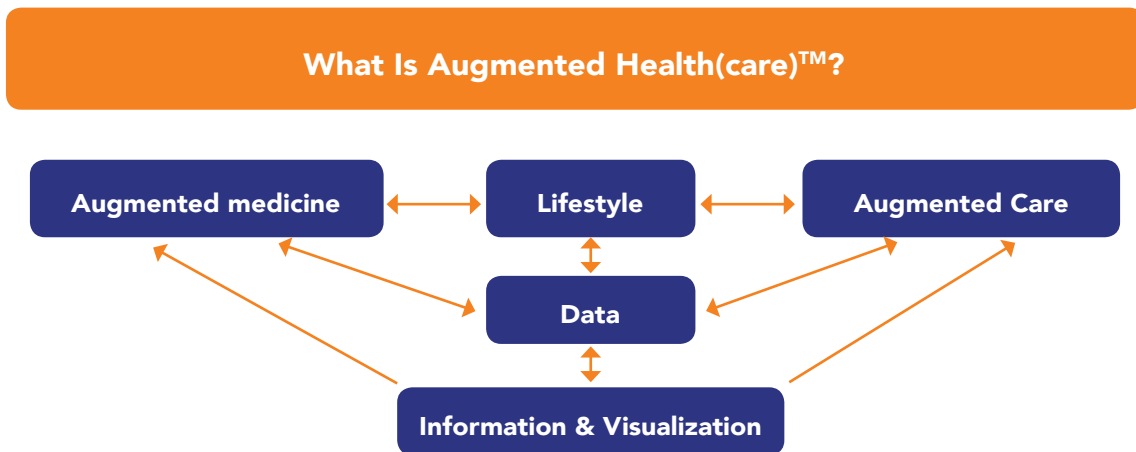 What Is Augmented Health(care)™?
Augmented medicine
Lifestyle
Augmented Care
Data
Information & Visualization